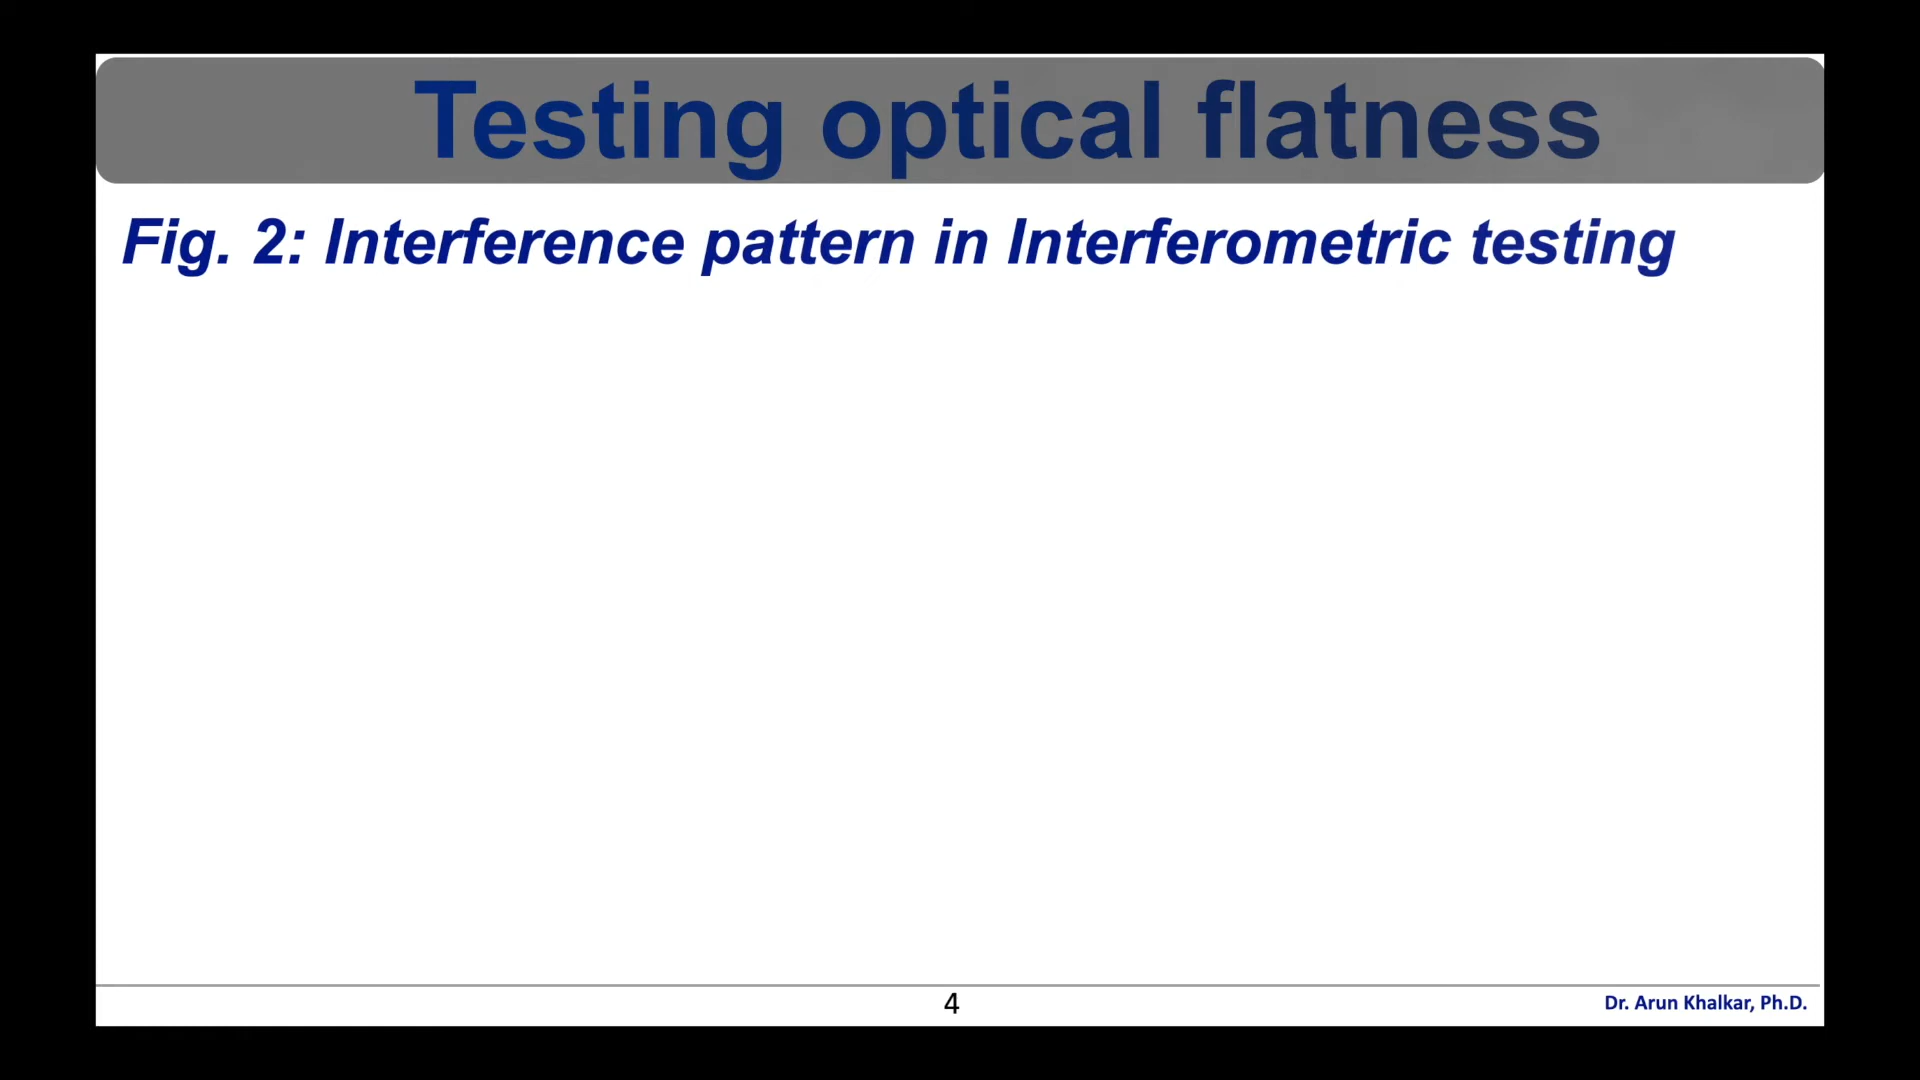 Testing optical flatness
Fig. 2: Interference pattern in Interferometric testing
4
Dr. Arun Khalkar, Ph.D.